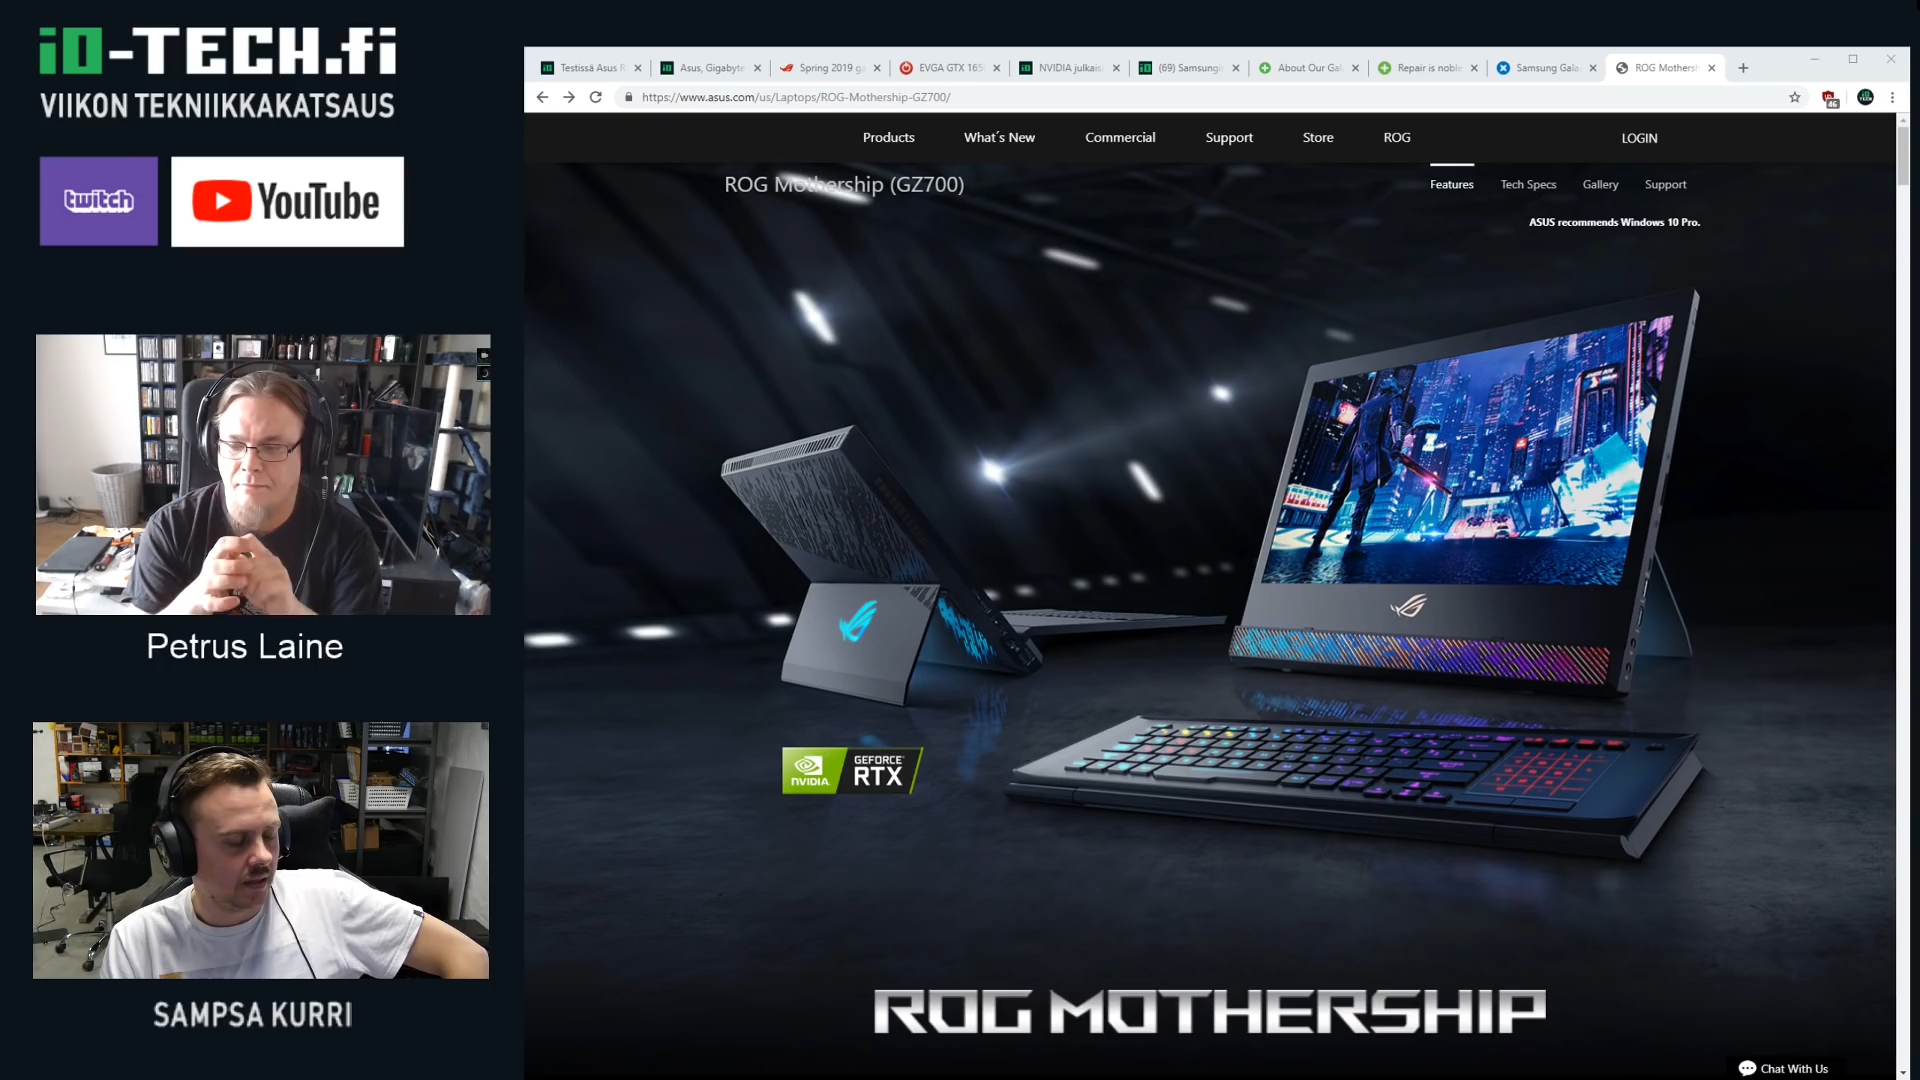 iO-TECH.fi
VIIKON TEKNIIKKAKATSAUS
twitch
YouTube
Petrus Laine
SAMPSA KURRI
Testissä Asus R
Asus, Gigabyte
Spring 2019 ga
EVGA GTX 165
NVIDIA julkais
(69) Samsungi
About Our Gal
Repair is noble
Samsung Gala
ROG Mothersh
https://www.asus.com/us/Laptops/ROG-Mothership-GZ700/
46
Products
What´s New
Commercial
Support
Store
ROG
LOGIN
ROG Mothership (GZ700)
Features
Tech Specs
Gallery
Support
ASUS recommends Windows 10 Pro.
NVIDIA
GEFORCE
RTX
ROG MOTHERSHIP
Chat With Us